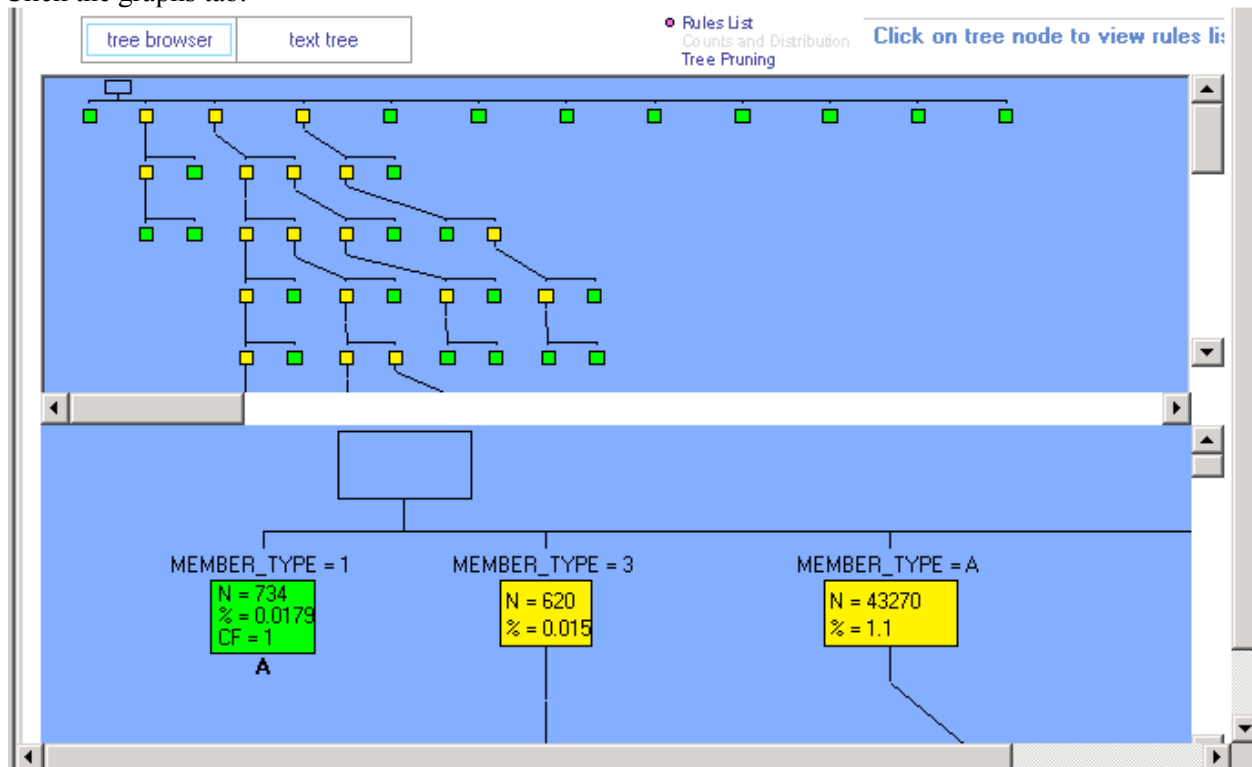 tree browser
text tree
Rules List
Counts and Distribution
Tree Pruning
Click on tree node to view rules
MEMBER_TYPE = 1
N = 734
% = 0.0179
CF = 1
A
MEMBER_TYPE = 3
N = 620
% = 0.015
MEMBER_TYPE = A
N = 43270
% = 1.1